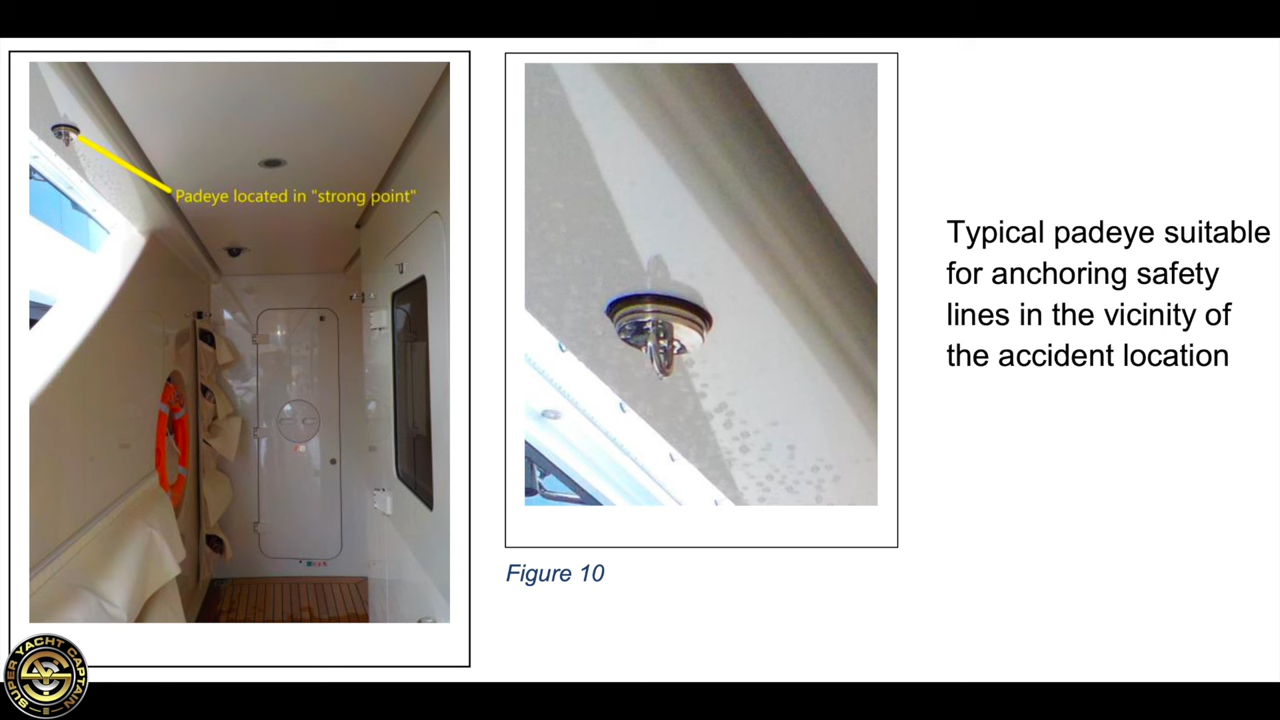 Padeye located in "strong point"
Figure 10
Typical padeye suitable
for anchoring safety
lines in the vicinity of
the accident location
SUPER YACHT CAPTAIN